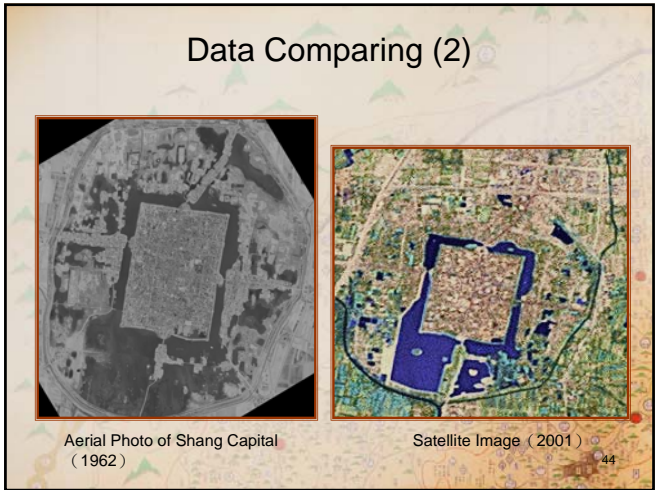 Data Comparing (2)
Aerial Photo of Shang Capital
（1962）
Satellite Image（2001）
44